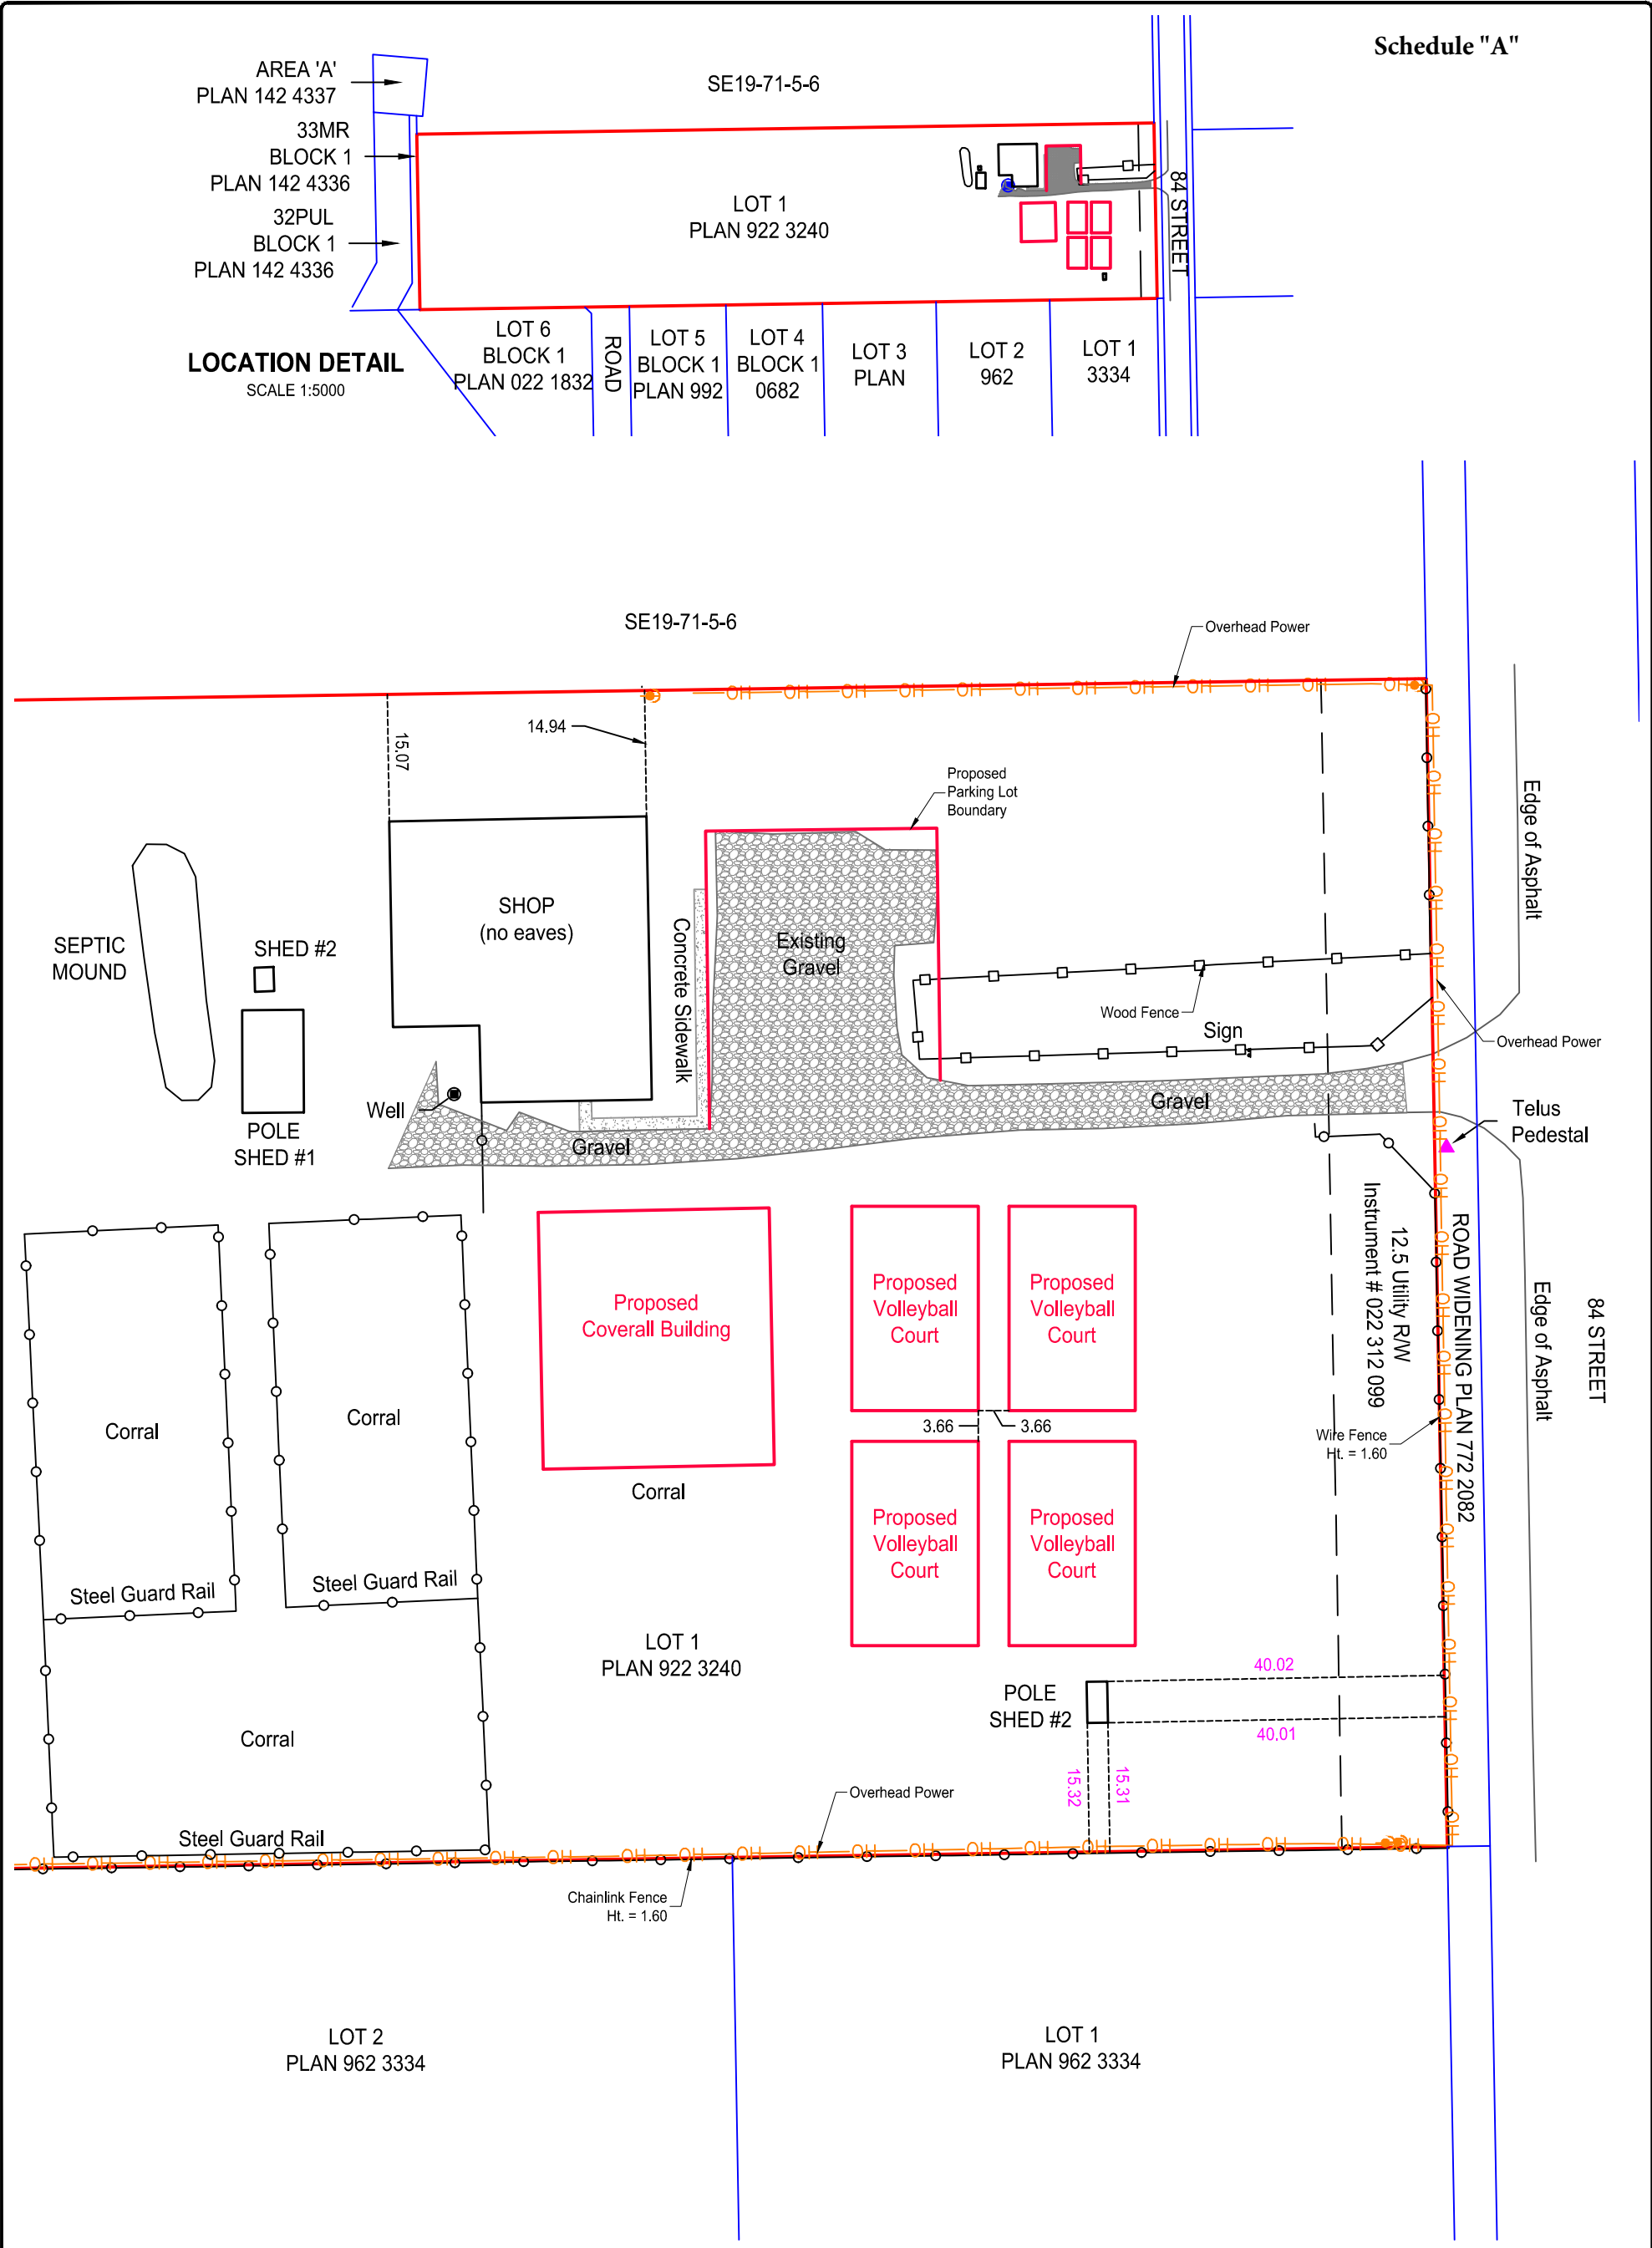 Schedule "A"
AREA 'A'
PLAN 142 4337
33MR
BLOCK 1
PLAN 142 4336
32PUL
BLOCK 1
PLAN 142 4336
SE19-71-5-6
LOT 1
PLAN 922 3240
84 STREET
LOCATION DETAIL
SCALE 1:5000
LOT 6
BLOCK 1
PLAN 022 1832
ROAD
LOT 5
BLOCK 1
PLAN 992
LOT 4
BLOCK 1
0682
LOT 3
PLAN
LOT 2
962
LOT 1
3334
SE19-71-5-6
Overhead Power
15.07
14.94
Proposed
Parking Lot
Boundary
Edge of Asphalt
SEPTIC
MOUND
SHED #2
SHOP
(no eaves)
Concrete Sidewalk
Existing
Gravel
Wood Fence
Sign
Overhead Power
Well
POLE
SHED #1
Gravel
Gravel
Telus
Pedestal
12.5 Utility R/W
Instrument # 022 312 099
ROAD WIDENING PLAN 772 2082
Edge of Asphalt
84 STREET
Proposed
Coverall Building
Proposed
Volleyball
Court
Proposed
Volleyball
Court
Corral
Corral
3.66
3.66
Wire Fence
Ht. = 1.60
Corral
Proposed
Volleyball
Court
Proposed
Volleyball
Court
Steel Guard Rail
Steel Guard Rail
LOT 1
PLAN 922 3240
40.02
POLE
SHED #2
40.01
15.32
15.31
Corral
Overhead Power
Steel Guard Rail
Chainlink Fence
Ht. = 1.60
LOT 2
PLAN 962 3334
LOT 1
PLAN 962 3334